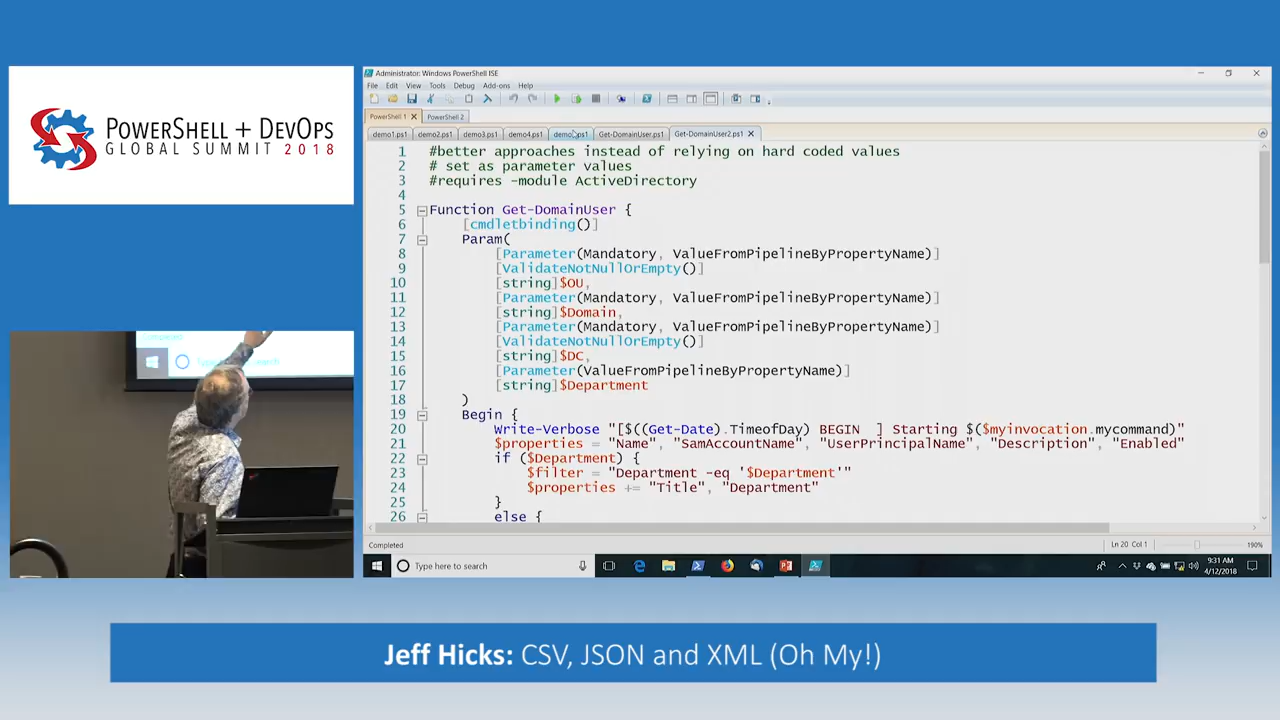 POWERSHELL + DEVOPS
GLOBAL SUMMIT 2018
Administrator: Windows PowerShell ISE
File Edit View Tools Debug Add-ons Help
PowerShell 1 PowerShell 2
demo1.ps1 demo2.ps1 demo3.ps1 demo4.ps1 Get-DomainUser.ps1 Get-DomainUser2.ps1
1 #better approaches instead of relying on hard coded values
2 # set as parameter values
3 #requires -module ActiveDirectory
4
5 Function Get-DomainUser {
6 [cmdletbinding()]
7 Param(
8 [Parameter(Mandatory, ValueFromPipelineByPropertyName)]
9 [ValidateNotNullOrEmpty()]
10 [string]$OU,
11 [Parameter(Mandatory, ValueFromPipelineByPropertyName)]
12 [string]$Domain,
13 [Parameter(Mandatory, ValueFromPipelineByPropertyName)]
14 [ValidateNotNullOrEmpty()]
15 [string]$DC,
16 [Parameter(ValueFromPipelineByPropertyName)]
17 [string]$Department
18 )
19 Begin {
20 Write-Verbose "[$((Get-Date).TimeofDay) BEGIN  ] Starting $($myinvocation.mycommand)"
21 $properties = "Name", "SamAccountName", "UserPrincipalName", "Description", "Enabled"
22 if ($Department) {
23 $filter = "Department -eq '$Department'"
24 $properties += "Title", "Department"
25 }
26 else {
Completed
Ln 20 Col 1
190%
Type here to search
9:31 AM
4/12/2018
Jeff Hicks: CSV, JSON and XML (Oh My!)